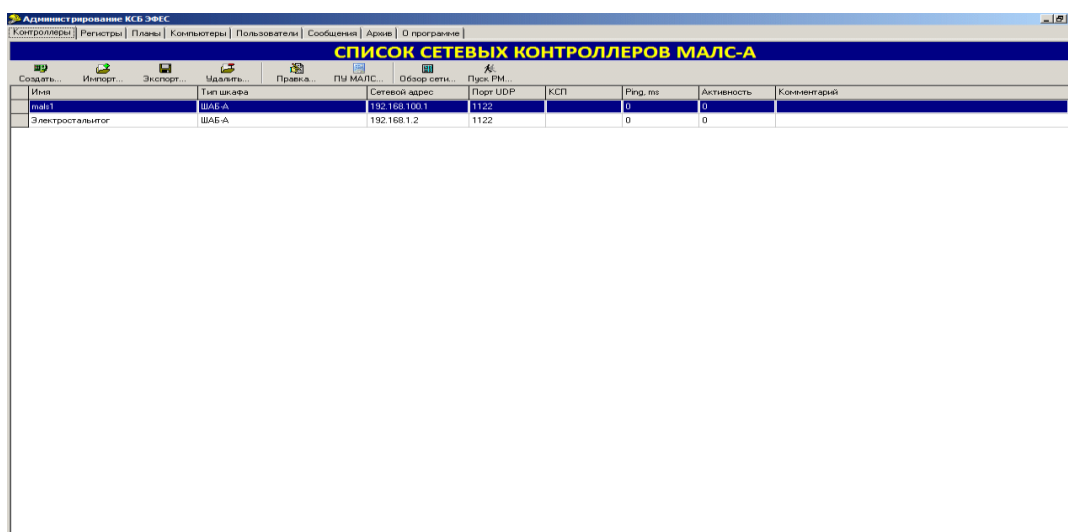 Администрирование КСБ ЭФЕС
Контроллеры Регистры Планы Компьютеры Пользователи Сообщения Архив О программе
СПИСОК СЕТЕВЫХ КОНТРОЛЛЕРОВ МАЛС-А
Создать... Импорт... Экспорт... Удалить... Правка... ПУ МАЛС... Обзор сети... Пуск РМ...
Имя Тип шкафа Сетевой адрес Порт UDP КСП Ping, ms Активность Комментарий
mals1 ШАБ-А 192.168.100.1 1122 0 0
Электростальитог ШАБ-А 192.168.1.2 1122 0 0